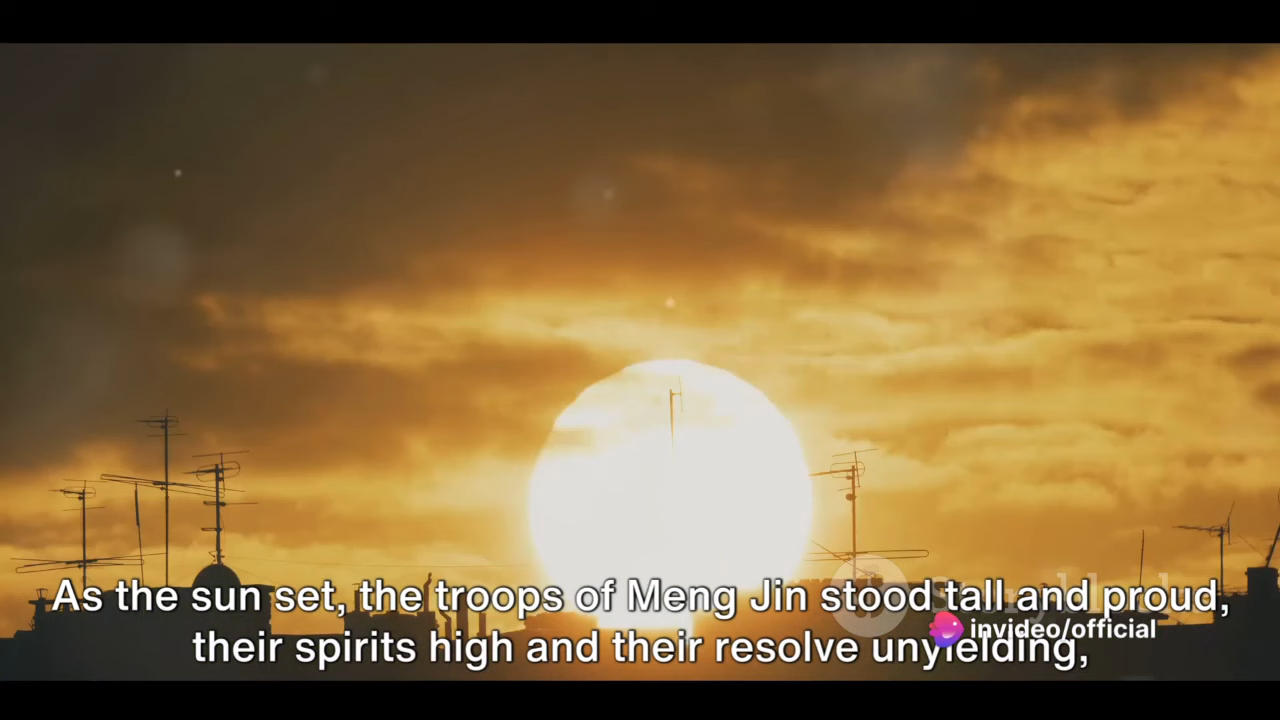 As the sun set, the troops of Meng Jin stood tall and proud,
invideo/official
their spirits high and their resolve unyielding,